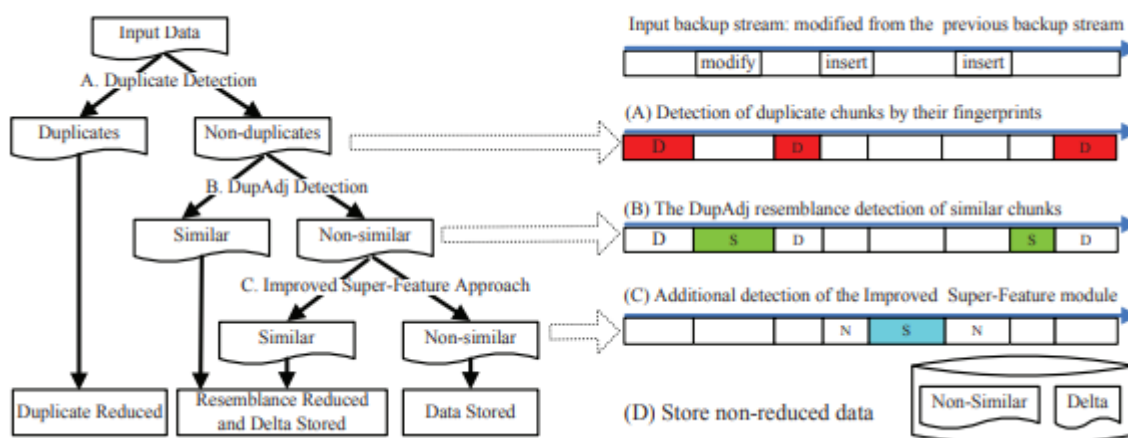 Input Data
A. Duplicate Detection
Duplicates
Non-duplicates
B. DupAdj Detection
Similar
Non-similar
C. Improved Super-Feature Approach
Similar
Non-similar
Duplicate Reduced
Resemblance Reduced
and Delta Stored
Data Stored
Input backup stream: modified from the previous backup stream
modify insert insert
(A) Detection of duplicate chunks by their fingerprints
D D D
(B) The DupAdj resemblance detection of similar chunks
D S D S D
(C) Additional detection of the Improved Super-Feature module
N S N
(D) Store non-reduced data
Non-Similar
Delta